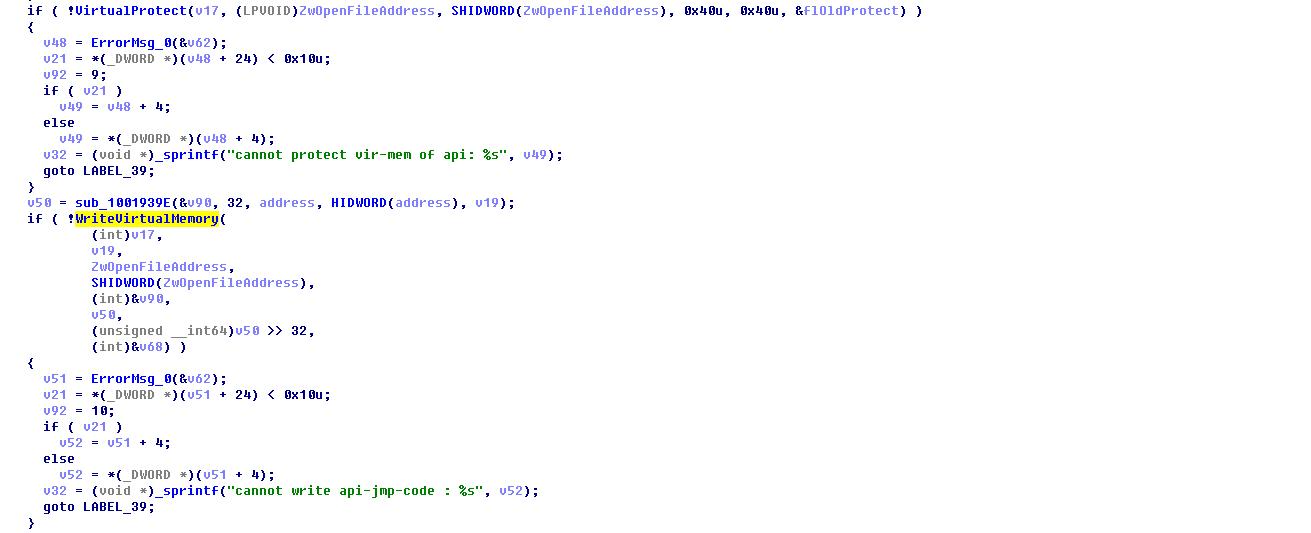 if ( !VirtualProtect(v17, (LPVOID)ZwOpenFileAddress, SHIDWORD(ZwOpenFileAddress), 0x40u, 0x40u, &flOldProtect) )
{
v48 = ErrorMsg_0(&v62);
v21 = *(_DWORD *)(v48 + 24) < 0x10u;
v92 = 9;
if ( v21 )
v49 = v48 + 4;
else
v49 = *(_DWORD *)(v48 + 4);
v32 = (void *)_sprintf("cannot protect vir-mem of api: %s", v49);
goto LABEL_39;
}
v50 = sub_1001939E(&v90, 32, address, HIDWORD(address), v19);
if ( !WriteVirtualMemory(
(int)v17,
v19,
ZwOpenFileAddress,
SHIDWORD(ZwOpenFileAddress),
(int)&v90,
v50,
(unsigned __int64)v50 >> 32,
(int)&v68) )
{
v51 = ErrorMsg_0(&v62);
v21 = *(_DWORD *)(v51 + 24) < 0x10u;
v92 = 10;
if ( v21 )
v52 = v51 + 4;
else
v52 = *(_DWORD *)(v51 + 4);
v32 = (void *)_sprintf("cannot write api-jmp-code : %s", v52);
goto LABEL_39;
}